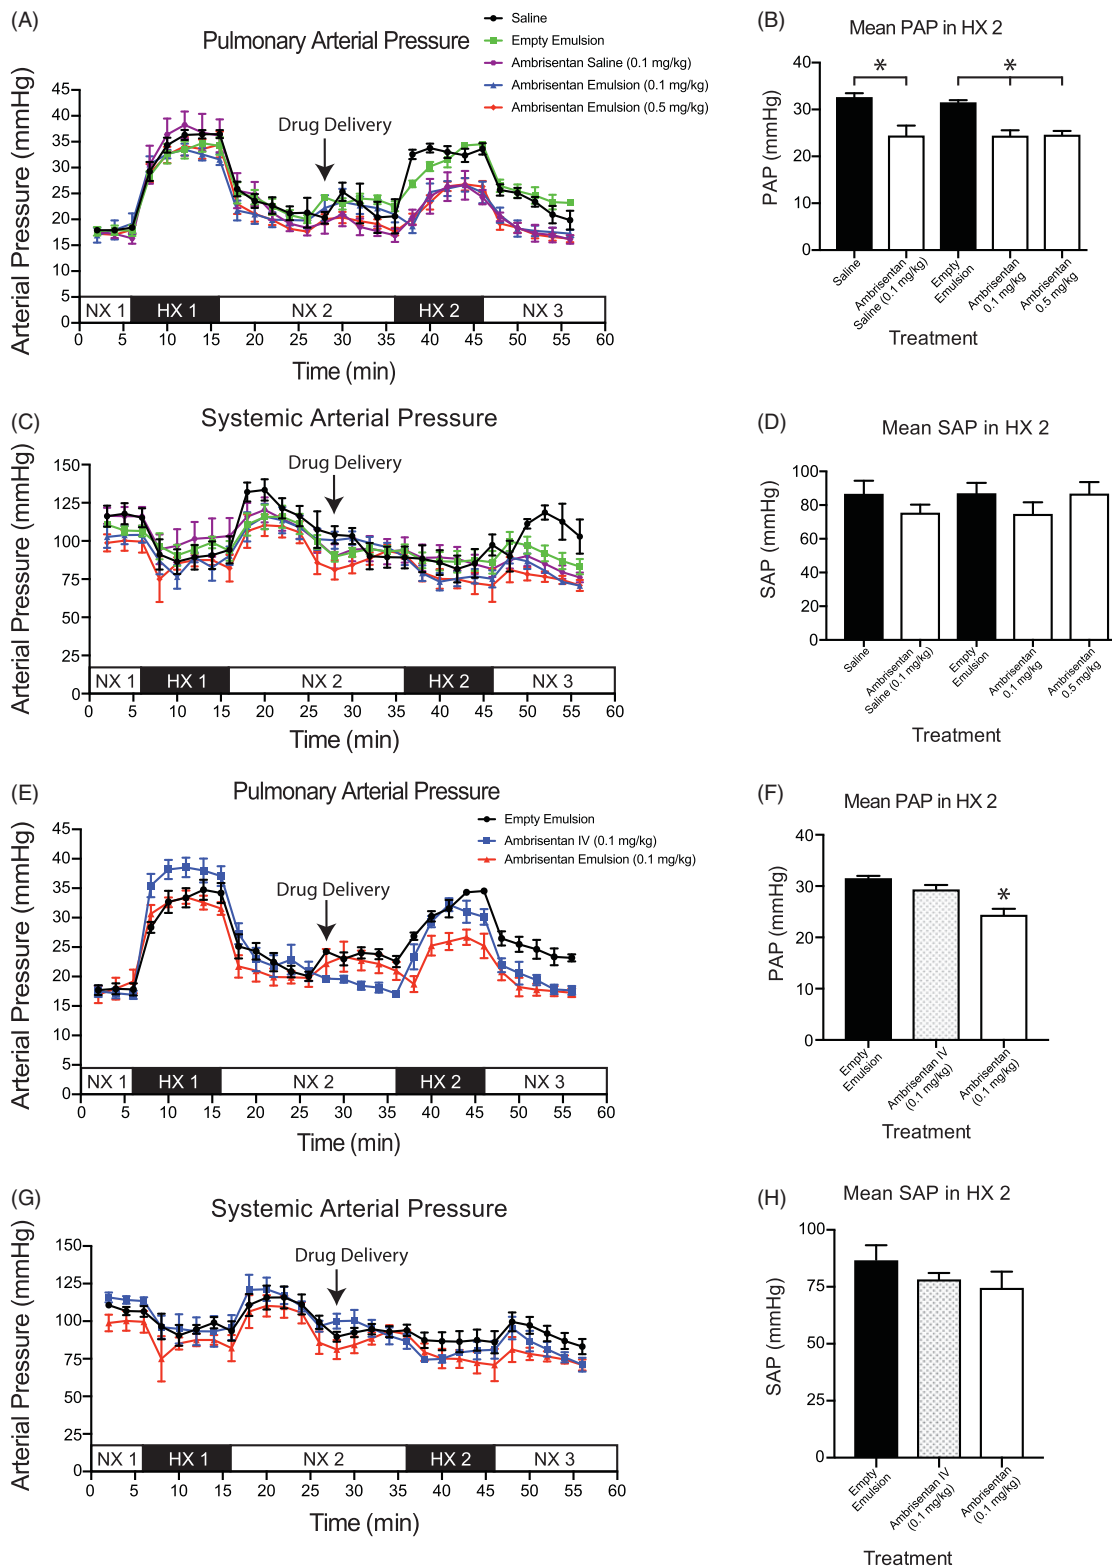 (A)
Pulmonary Arterial Pressure
Saline
Empty Emulsion
Ambrisentan Saline (0.1 mg/kg)
Ambrisentan Emulsion (0.1 mg/kg)
Ambrisentan Emulsion (0.5 mg/kg)
Drug Delivery
Arterial Pressure (mmHg)
45
40
35
30
25
20
15
10
5
0
NX 1 HX 1 NX 2 HX 2 NX 3
0 5 10 15 20 25 30 35 40 45 50 55 60
Time (min)
(B)
Mean PAP in HX 2
PAP (mmHg)
40
30
20
10
0
* *
Saline
Ambrisentan
Saline (0.1 mg/kg)
Empty
Emulsion
Ambrisentan
0.1 mg/kg
Ambrisentan
0.5 mg/kg
Treatment
(C)
Systemic Arterial Pressure
Drug Delivery
Arterial Pressure (mmHg)
150
125
100
75
50
25
0
NX 1 HX 1 NX 2 HX 2 NX 3
0 5 10 15 20 25 30 35 40 45 50 55 60
Time (min)
(D)
Mean SAP in HX 2
SAP (mmHg)
100
80
60
40
20
0
Saline
Ambrisentan
Saline (0.1 mg/kg)
Empty
Emulsion
Ambrisentan
0.1 mg/kg
Ambrisentan
0.5 mg/kg
Treatment
(E)
Pulmonary Arterial Pressure
Empty Emulsion
Ambrisentan IV (0.1 mg/kg)
Ambrisentan Emulsion (0.1 mg/kg)
Drug Delivery
Arterial Pressure (mmHg)
45
40
35
30
25
20
15
10
5
0
NX 1 HX 1 NX 2 HX 2 NX 3
0 5 10 15 20 25 30 35 40 45 50 55 60
Time (min)
(F)
Mean PAP in HX 2
PAP (mmHg)
40
30
20
10
0
*
Empty
Emulsion
Ambrisentan IV
(0.1 mg/kg)
Ambrisentan
(0.1 mg/kg)
Treatment
(G)
Systemic Arterial Pressure
Drug Delivery
Arterial Pressure (mmHg)
150
125
100
75
50
25
0
NX 1 HX 1 NX 2 HX 2 NX 3
0 5 10 15 20 25 30 35 40 45 50 55 60
Time (min)
(H)
Mean SAP in HX 2
SAP (mmHg)
100
75
50
25
0
Empty
Emulsion
Ambrisentan IV
(0.1 mg/kg)
Ambrisentan
(0.1 mg/kg)
Treatment